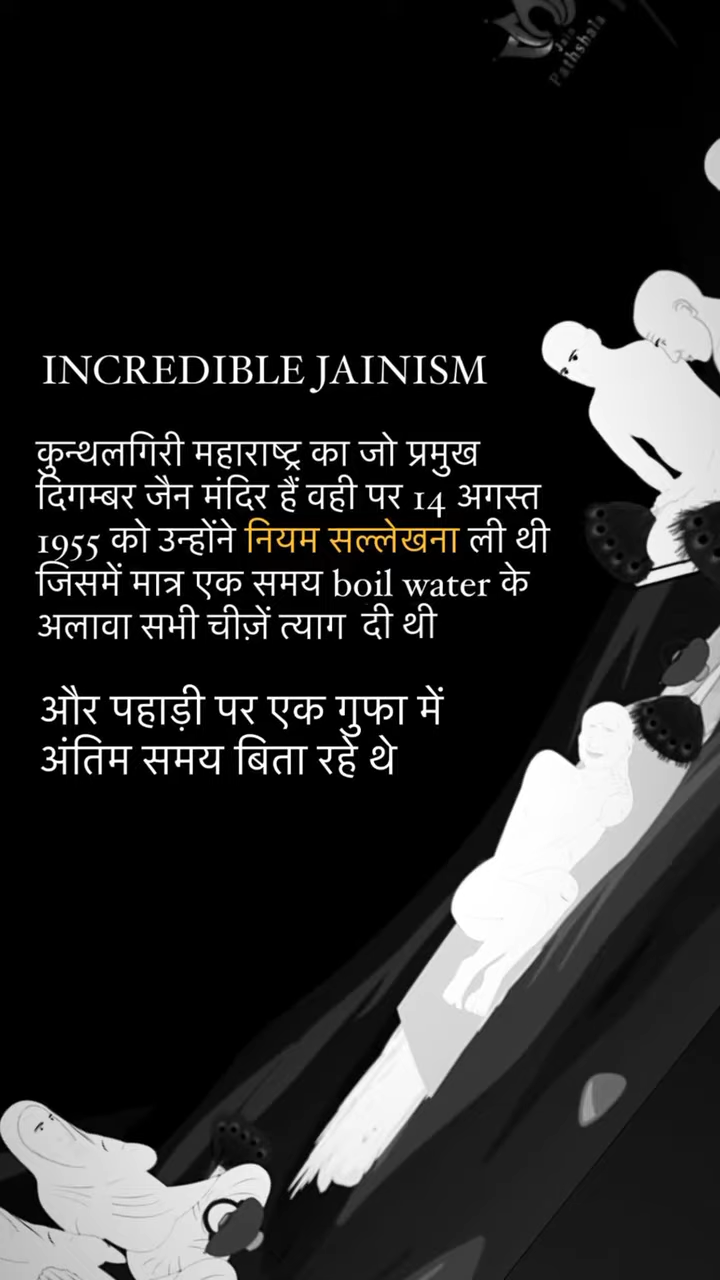 Jain
Pathshala
INCREDIBLE JAINISM
कुन्थलगिरी महाराष्ट्र का जो प्रमुख
दिगम्बर जैन मंदिर हैं वही पर 14 अगस्त
1955 को उन्होंने नियम सल्लेखना ली थी
जिसमें मात्र एक समय boil water के
अलावा सभी चीज़ें त्याग दी थी
और पहाड़ी पर एक गुफा में
अंतिम समय बिता रहे थे